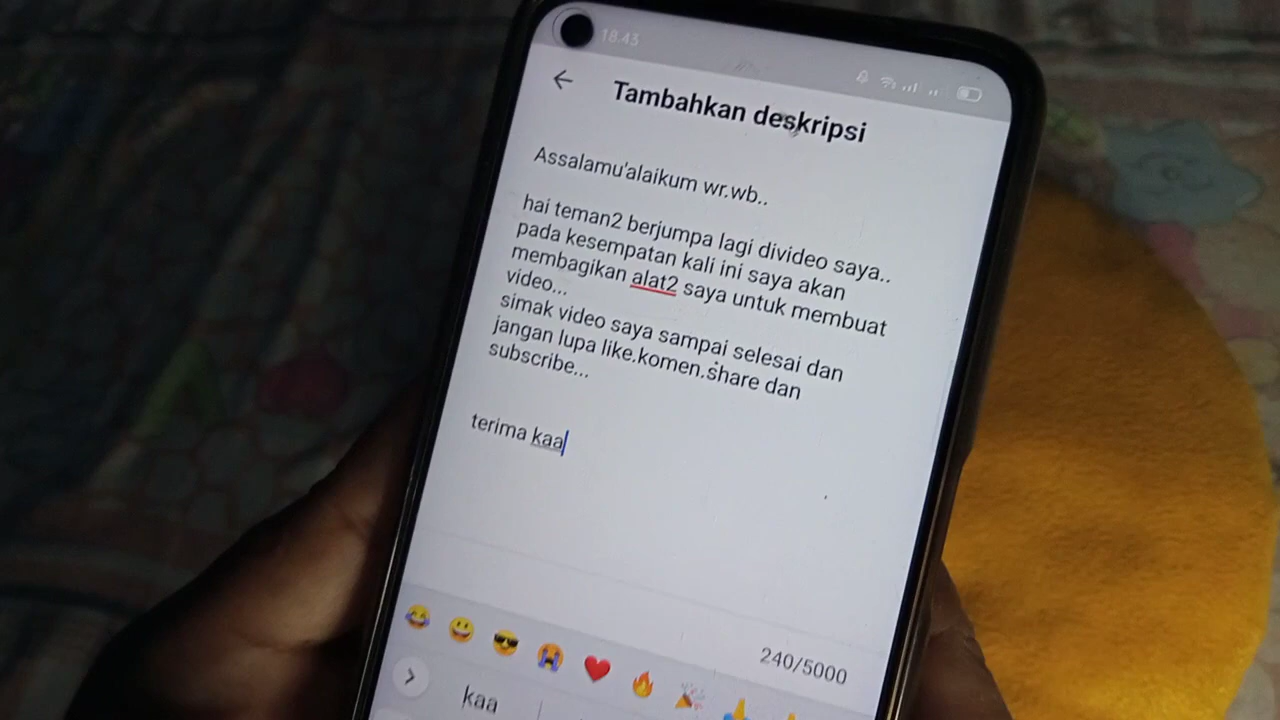 18.43
Tambahkan deskripsi
Assalamu'alaikum wr.wb..
hai teman2 berjumpa lagi divideo saya..
pada kesempatan kali ini saya akan
membagikan alat2 saya untuk membuat
video...
simak video saya sampai selesai dan
jangan lupa like.komen.share dan
subscribe...
terima kaa
240/5000
kaa